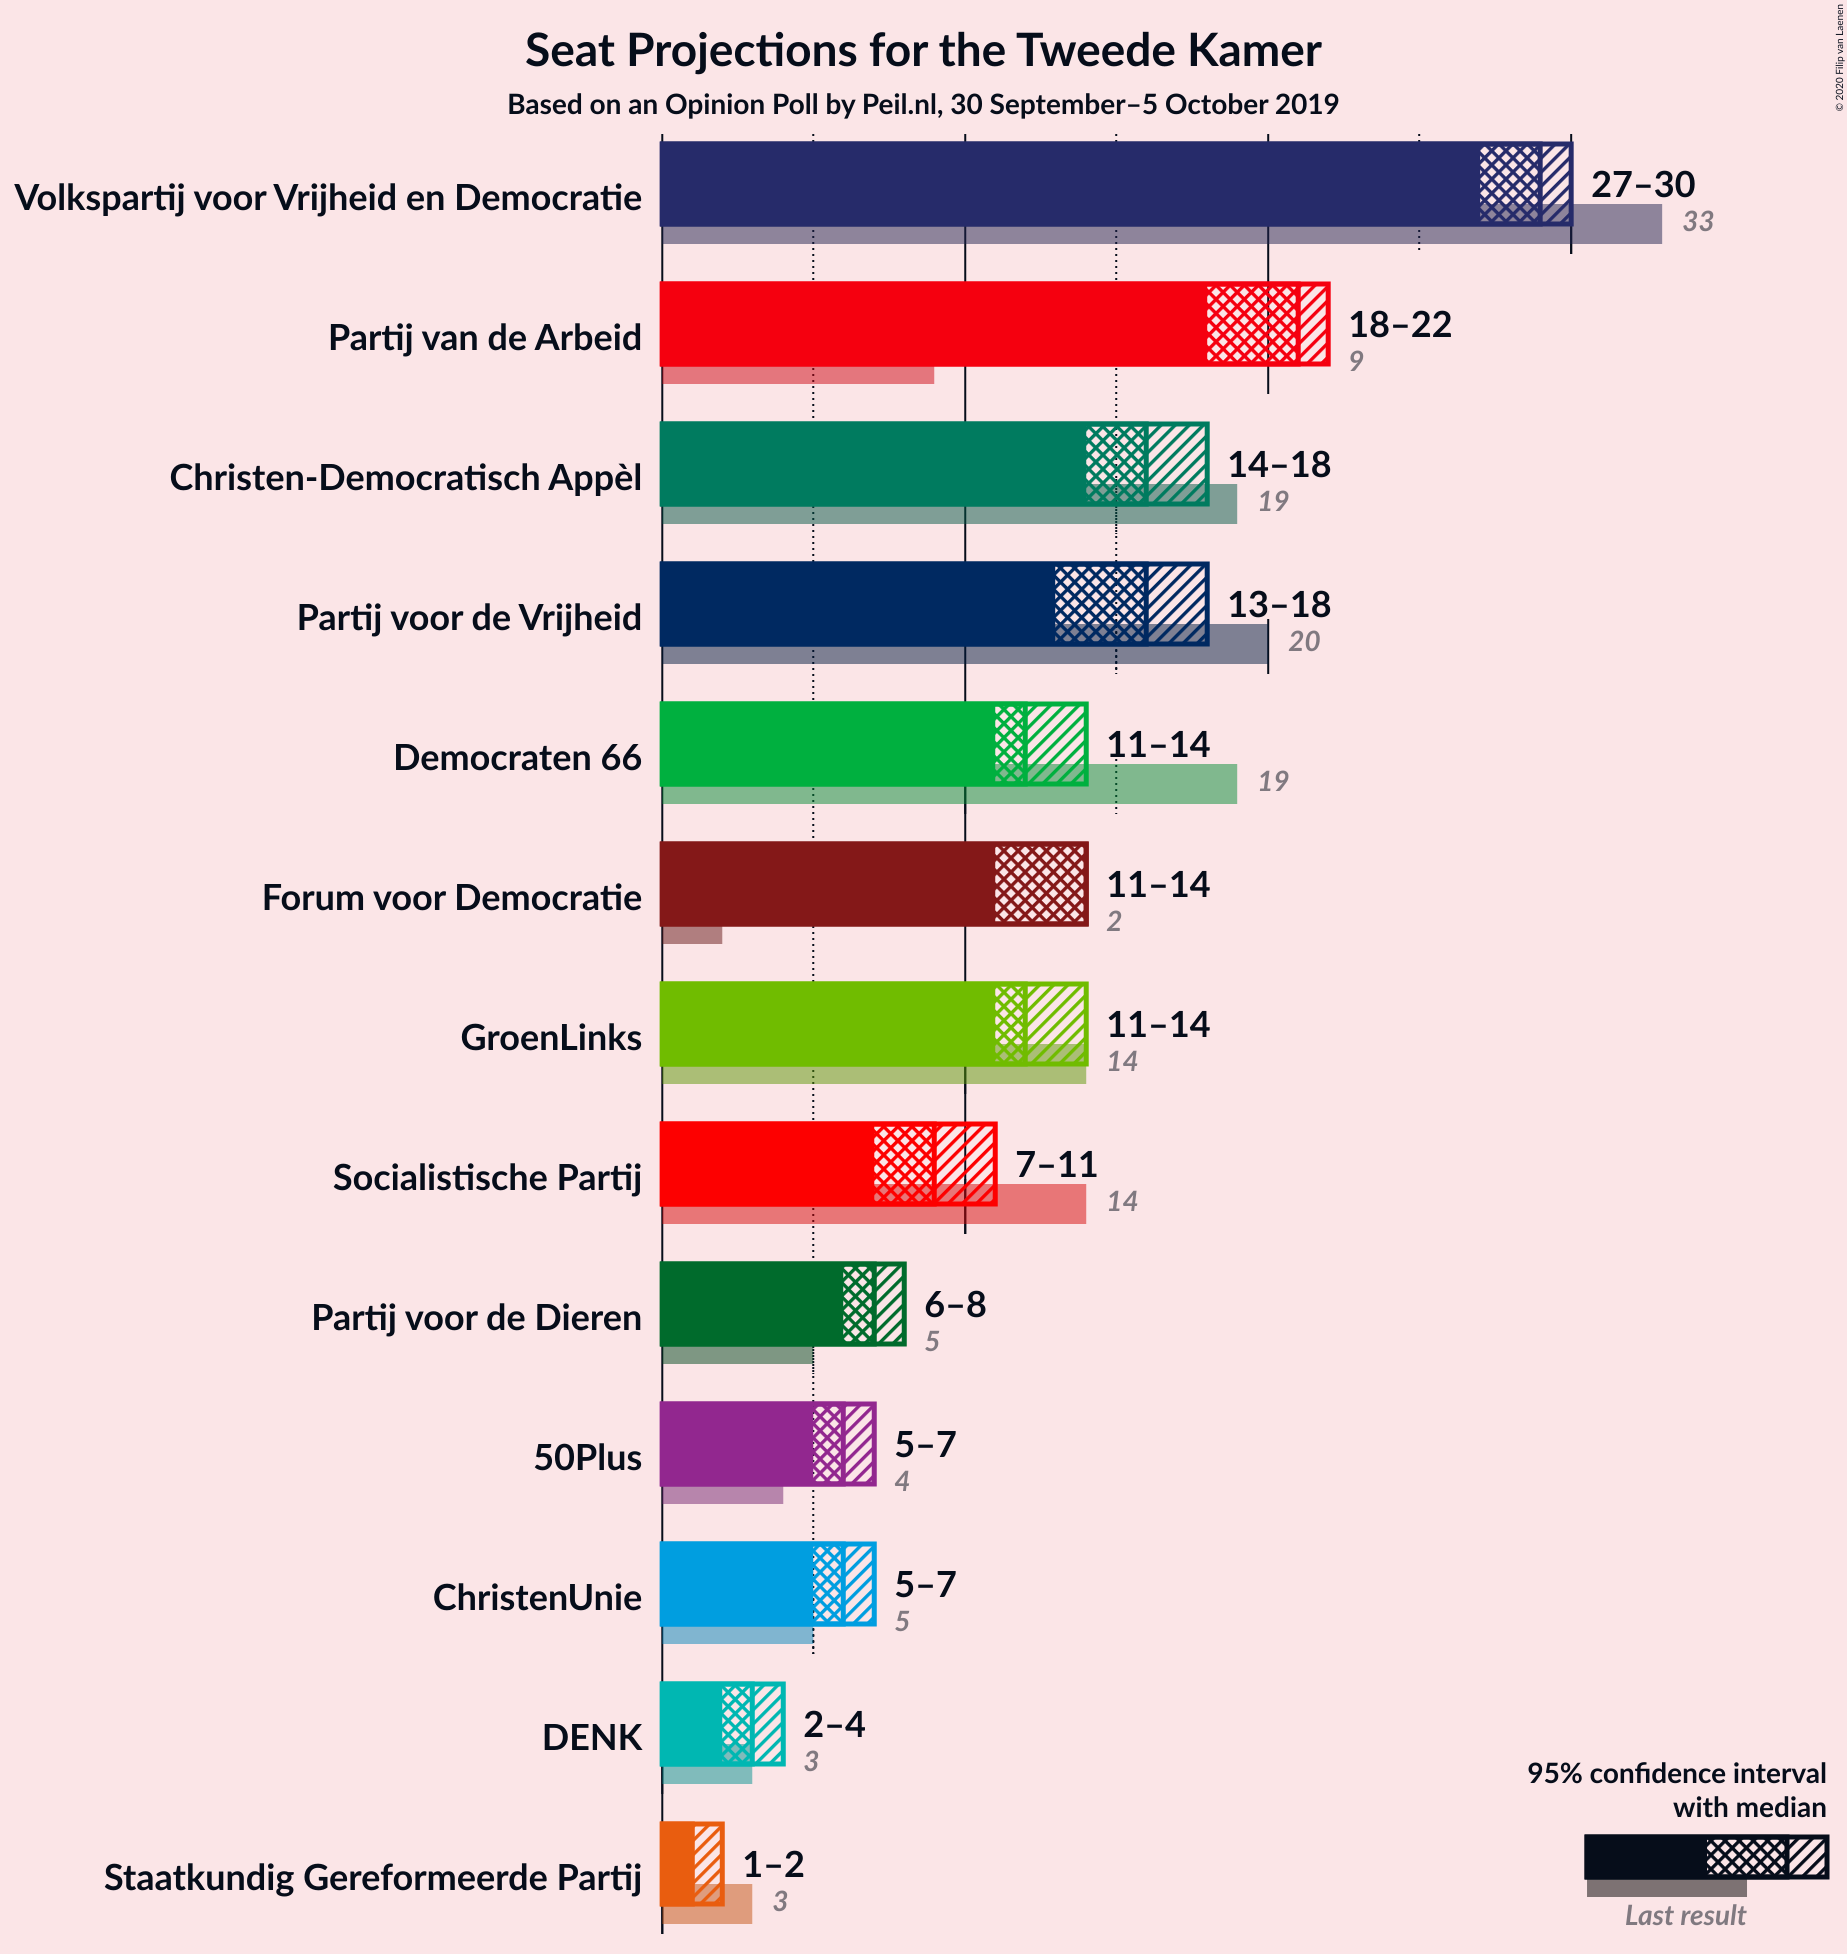 Seat Projections for the Tweede Kamer
Based on an Opinion Poll by Peil.nl, 30 September–5 October 2019
© 2020 Filip van Laenen
Volkspartij voor Vrijheid en Democratie
27–30
33
Partij van de Arbeid
18–22
9
Christen-Democratisch Appèl
14–18
19
Partij voor de Vrijheid
13–18
20
Democraten 66
11–14
19
Forum voor Democratie
11–14
2
GroenLinks
11–14
14
Socialistische Partij
7–11
14
Partij voor de Dieren
6–8
5
50Plus
5–7
4
ChristenUnie
5–7
5
DENK
2–4
3
Staatkundig Gereformeerde Partij
1–2
3
95% confidence interval
with median
Last result